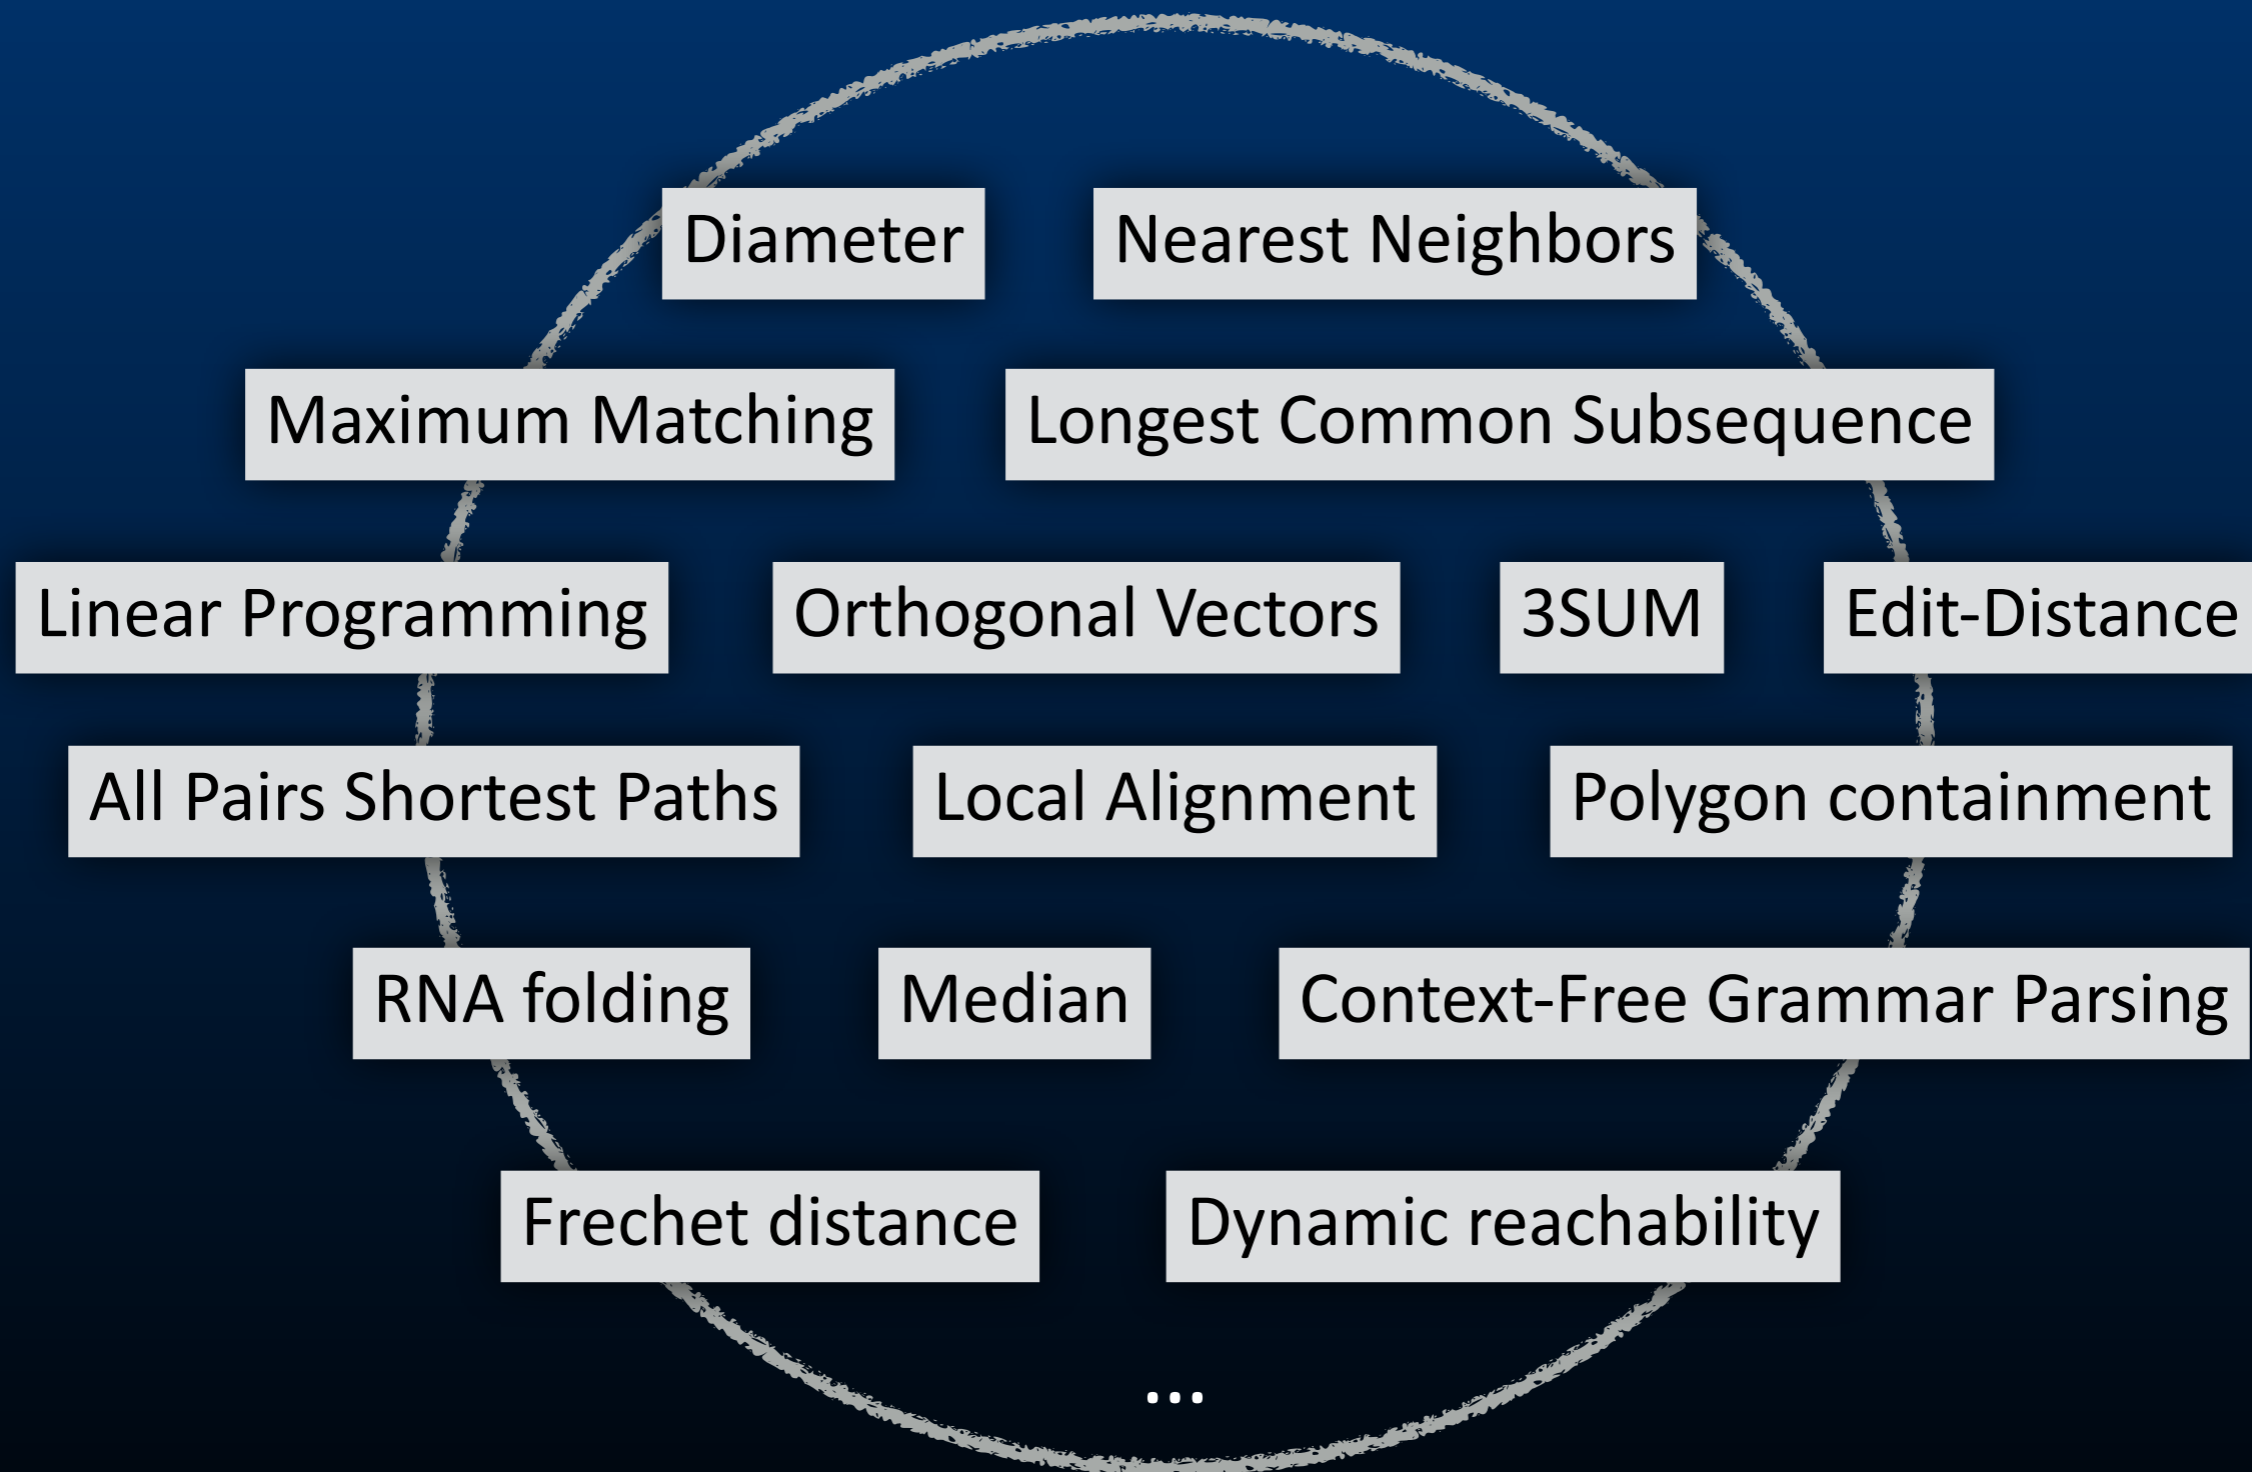 Diameter Nearest Neighbors
Maximum Matching Longest Common Subsequence
Linear Programming Orthogonal Vectors 3SUM Edit-Distance
All Pairs Shortest Paths Local Alignment Polygon containment
RNA folding Median Context-Free Grammar Parsing
Frechet distance Dynamic reachability
...